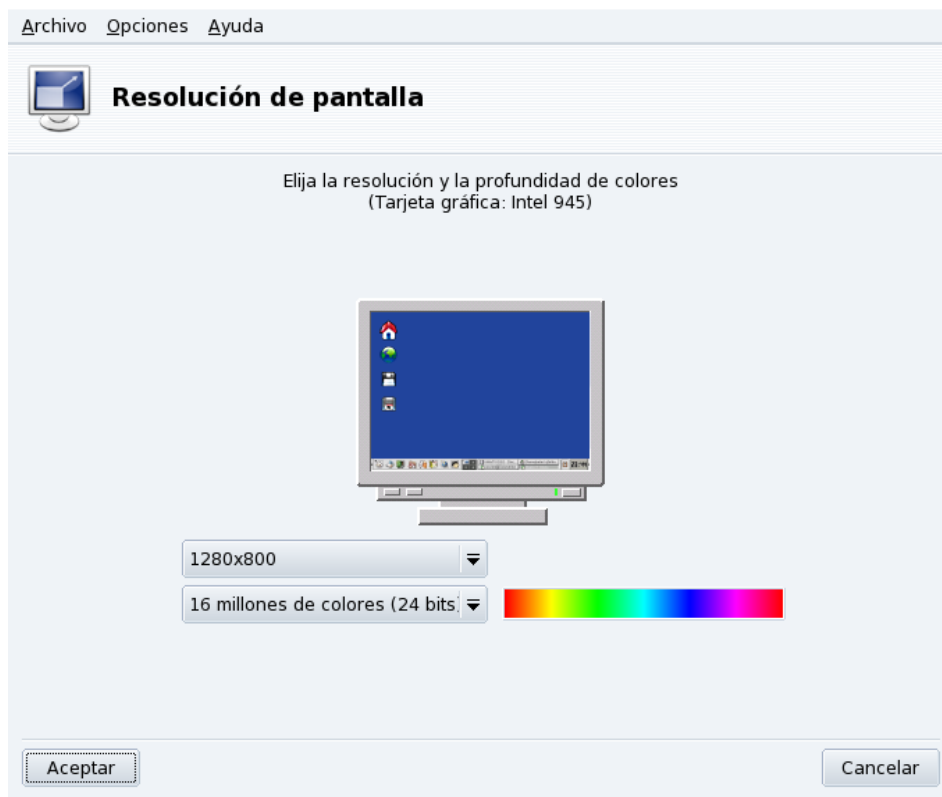 Archivo Opciones Ayuda
Resolución de pantalla
Elija la resolución y la profundidad de colores
(Tarjeta gráfica: Intel 945)
1280x800
16 millones de colores (24 bits
Aceptar
Cancelar